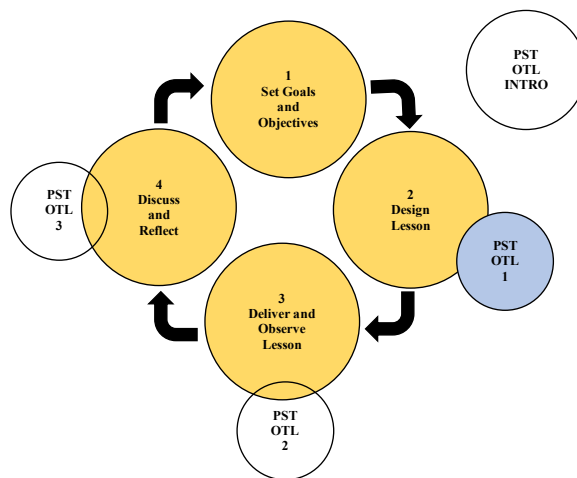 1
Set Goals
and
Objectives
PST
OTL
INTRO
2
Design
Lesson
PST
OTL
1
3
Deliver and
Observe
Lesson
PST
OTL
2
4
Discuss
and
Reflect
PST
OTL
3